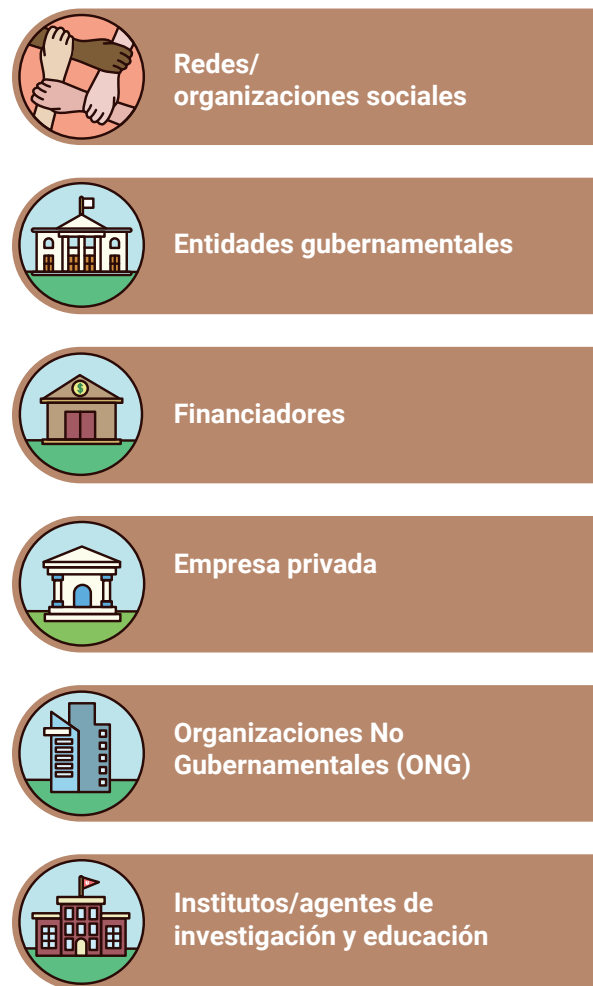 Redes/
organizaciones sociales
Entidades gubernamentales
$
Financiadores
Empresa privada
Organizaciones No
Gubernamentales (ONG)
Institutos/agentes de
investigación y educación